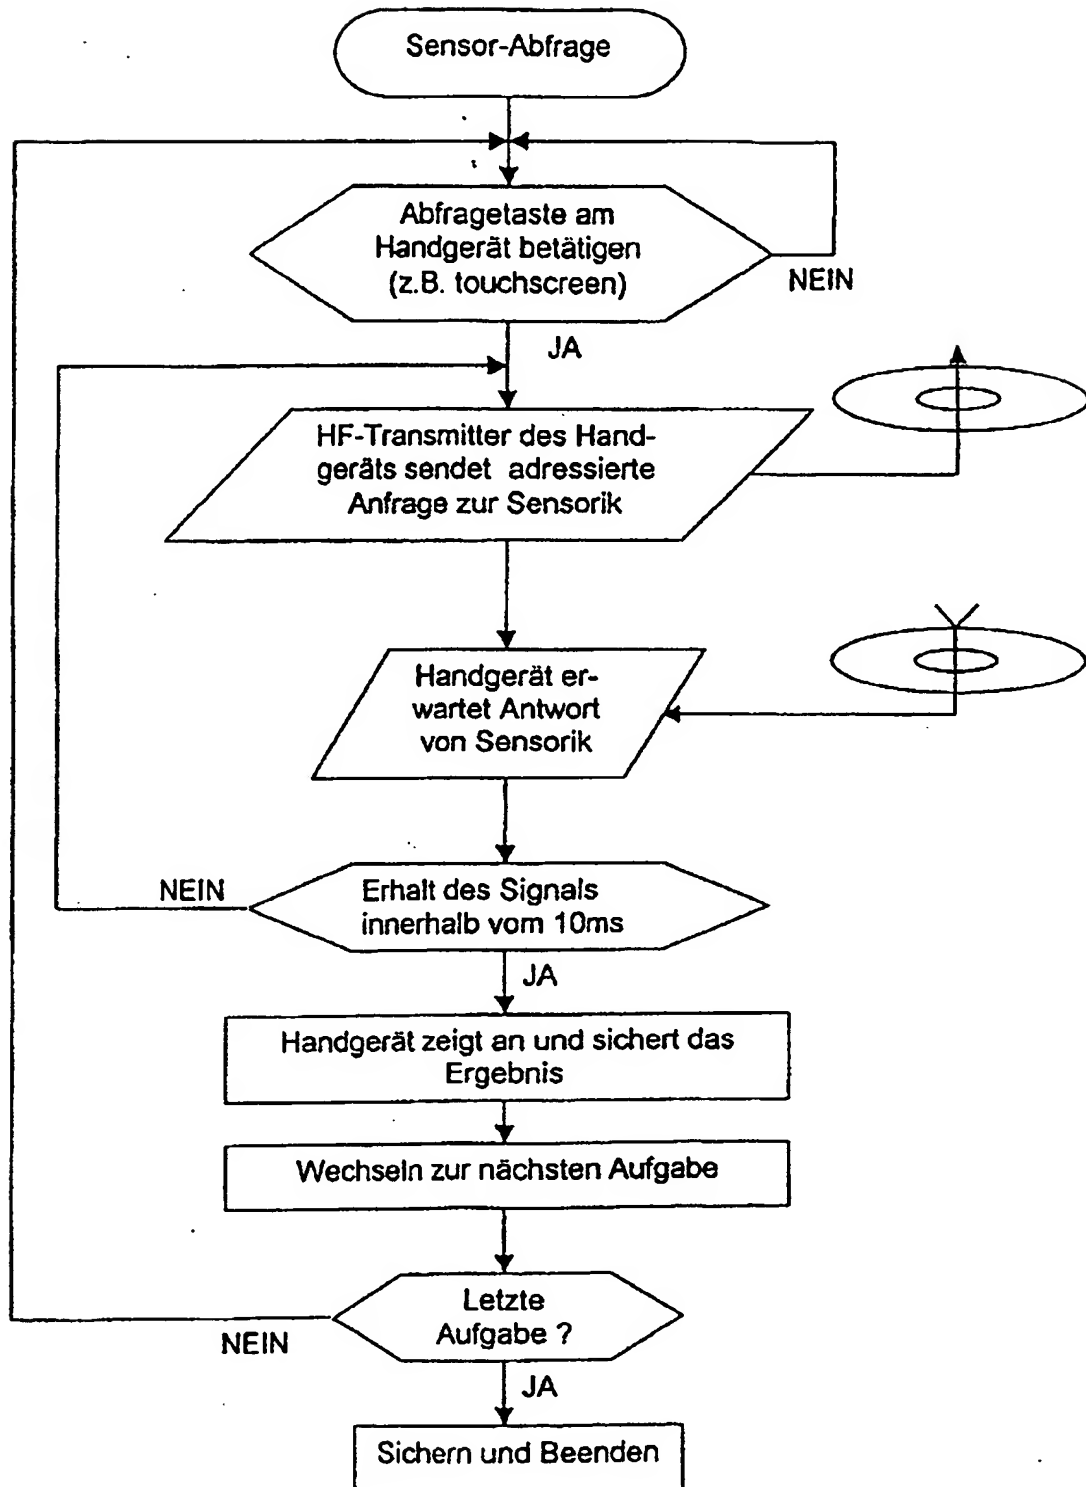 Sensor-Abfrage
Abfragetaste am
Handgerät betätigen
(z.B. touchscreen)
NEIN
JA
HF-Transmitter des Hand-
geräts sendet adressierte
Anfrage zur Sensorik
Handgerät er-
wartet Antwort
von Sensorik
NEIN
Erhalt des Signals
innerhalb vom 10ms
JA
Handgerät zeigt an und sichert das
Ergebnis
Wechseln zur nächsten Aufgabe
Letzte
Aufgabe ?
NEIN
JA
Sichern und Beenden